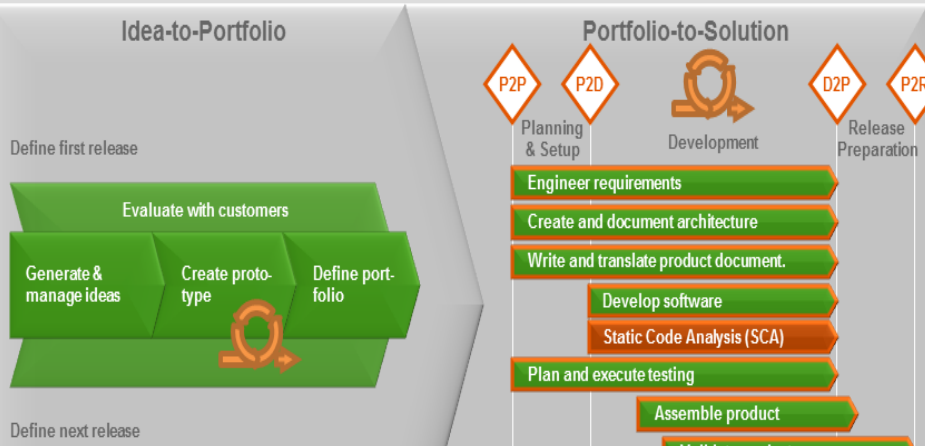 Idea-to-Portfolio
Portfolio-to-Solution
P2P
P2D
D2P
P2R
Planning
& Setup
Development
Release
Preparation
Define first release
Evaluate with customers
Generate &
manage ideas
Create proto-
type
Define port-
folio
Engineer requirements
Create and document architecture
Write and translate product document.
Develop software
Static Code Analysis (SCA)
Plan and execute testing
Assemble product
Define next release